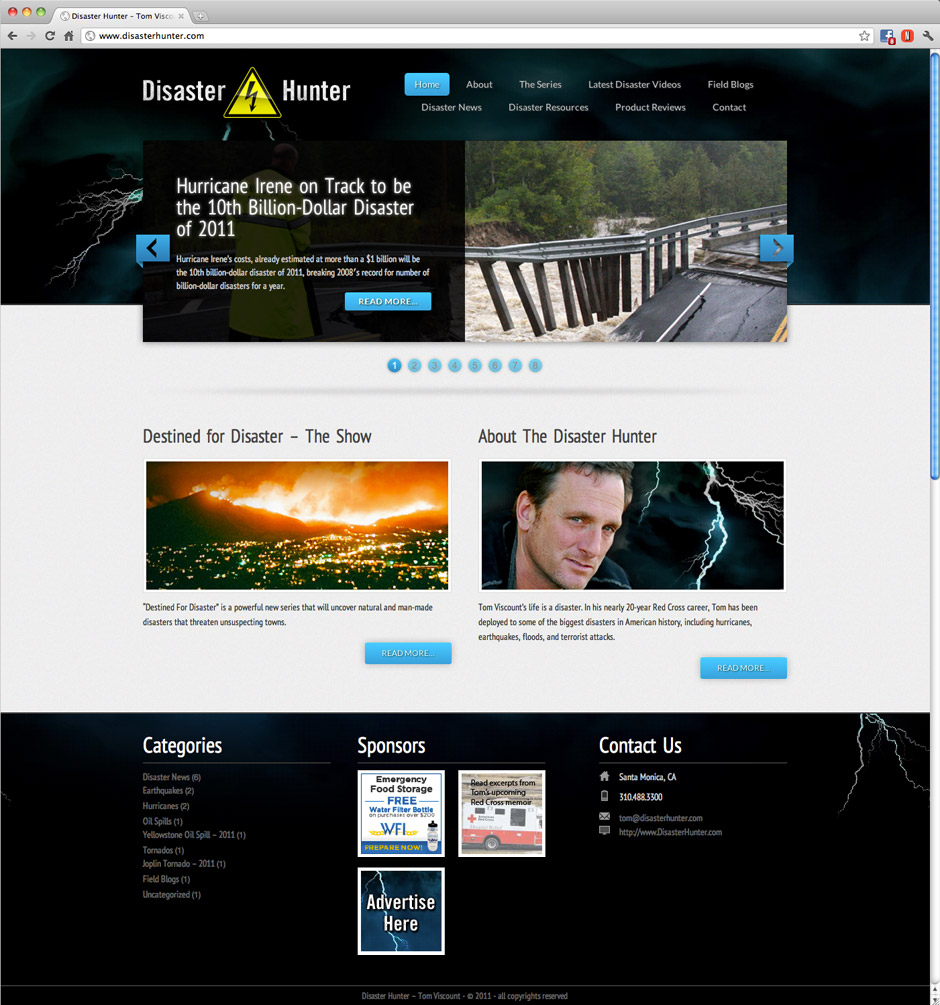 Disaster Hunter – Tom Visco
www.disasterhunter.com
Disaster Hunter
Home About The Series Latest Disaster Videos Field Blogs
Disaster News Disaster Resources Product Reviews Contact
Hurricane Irene on Track to be
the 10th Billion-Dollar Disaster
of 2011
Hurricane Irene's costs, already estimated at more than a $1 billion will be
the 10th billion-dollar disaster of 2011, breaking 2008's record for number of
billion-dollar disasters for a year.
READ MORE...
1 2 3 4 5 6 7 8
Destined for Disaster – The Show
"Destined For Disaster" is a powerful new series that will uncover natural and man-made
disasters that threaten unsuspecting towns.
READ MORE...
About The Disaster Hunter
Tom Viscount's life is a disaster. In his nearly 20-year Red Cross career, Tom has been
deployed to some of the biggest disasters in American history, including hurricanes,
earthquakes, floods, and terrorist attacks.
READ MORE...
Categories
Disaster News (8)
Earthquakes (2)
Hurricanes (2)
Oil Spills (1)
Yellowstone Oil Spill – 2011 (1)
Tornados (1)
Joplin Tornado – 2011 (1)
Field Blogs (1)
Uncategorized (1)
Sponsors
Emergency
Food Storage
FREE
Water Filter Bottle
on purchases over $200
WFI
PREPARE NOW!
Read excerpts from
Tom's upcoming
Red Cross memoir
Advertise
Here
Contact Us
Santa Monica, CA
310.488.3300
tom@disasterhunter.com
http://www.DisasterHunter.com
Disaster Hunter – Tom Viscount - © 2011 - all copyrights reserved